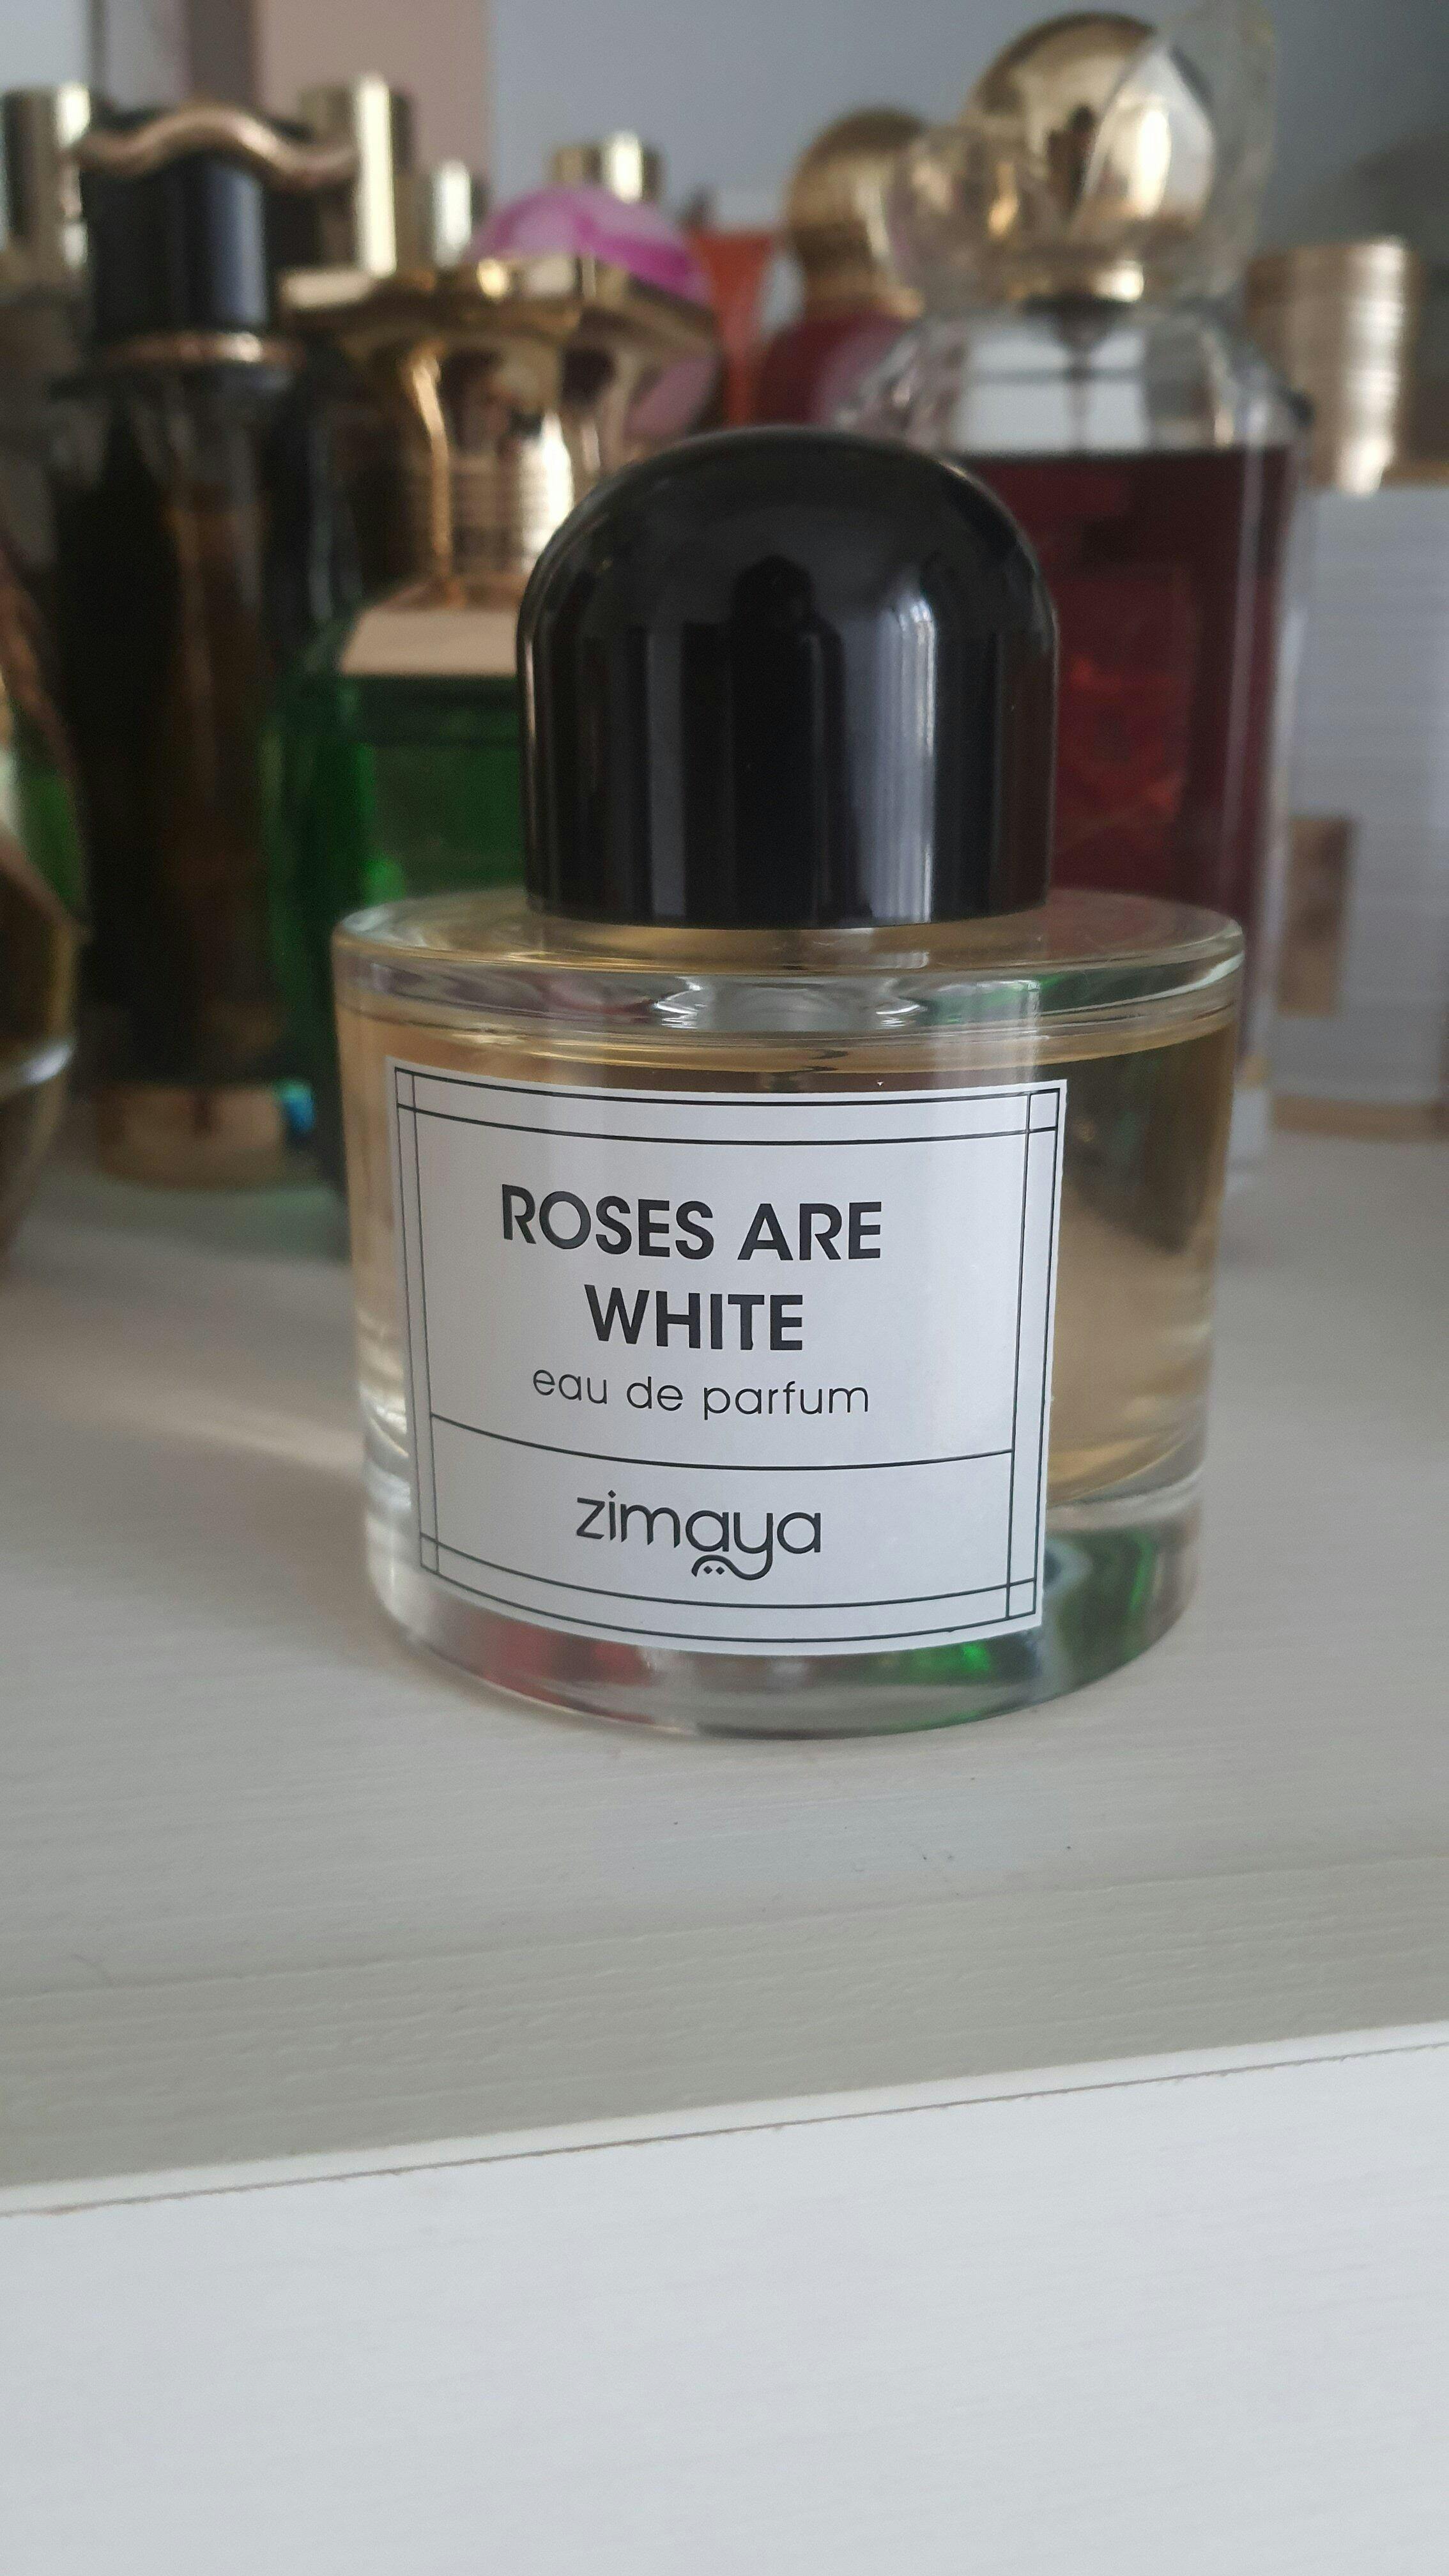 ROSES ARE
WHITE
eau de parfum
zimaya